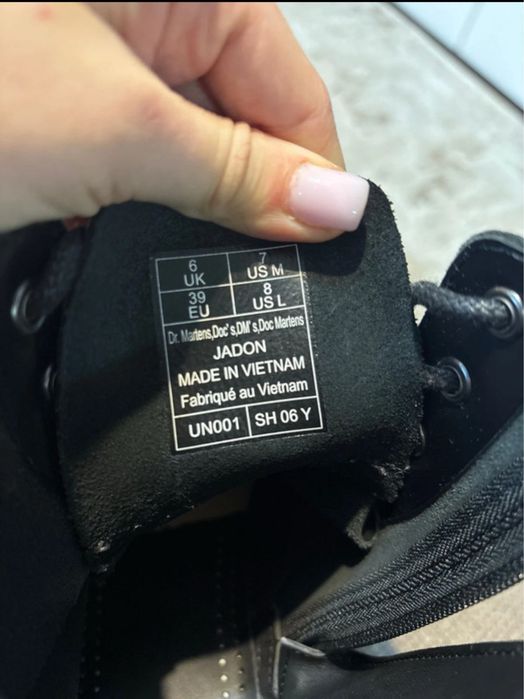 6 7
UK US M
39 8
EU US L
Dr. Martens,Doc' s,DM' s,Doc Martens
JADON
MADE IN VIETNAM
Fabriqué au Vietnam
UN001 SH 06 Y